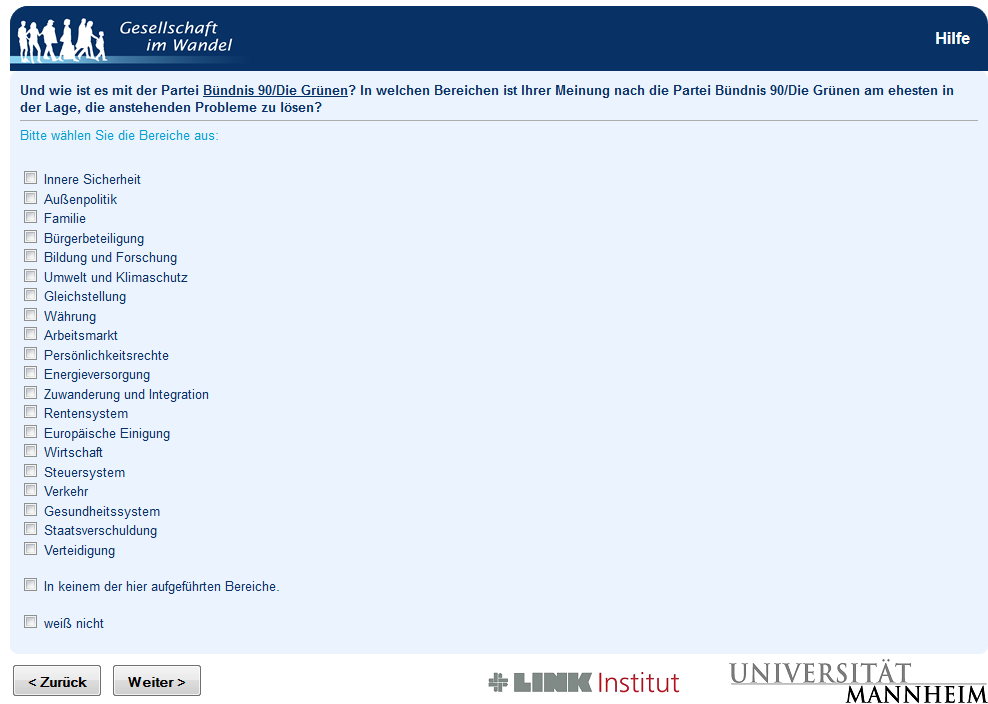 Gesellschaft
im Wandel
Hilfe
Und wie ist es mit der Partei Bündnis 90/Die Grünen? In welchen Bereichen ist Ihrer Meinung nach die Partei Bündnis 90/Die Grünen am ehesten in
der Lage, die anstehenden Probleme zu lösen?
Bitte wählen Sie die Bereiche aus:
Innere Sicherheit
Außenpolitik
Familie
Bürgerbeteiligung
Bildung und Forschung
Umwelt und Klimaschutz
Gleichstellung
Währung
Arbeitsmarkt
Persönlichkeitsrechte
Energieversorgung
Zuwanderung und Integration
Rentensystem
Europäische Einigung
Wirtschaft
Steuersystem
Verkehr
Gesundheitssystem
Staatsverschuldung
Verteidigung
In keinem der hier aufgeführten Bereiche.
weiß nicht
< Zurück
Weiter >
LINK Institut
UNIVERSITÄT
MANNHEIM